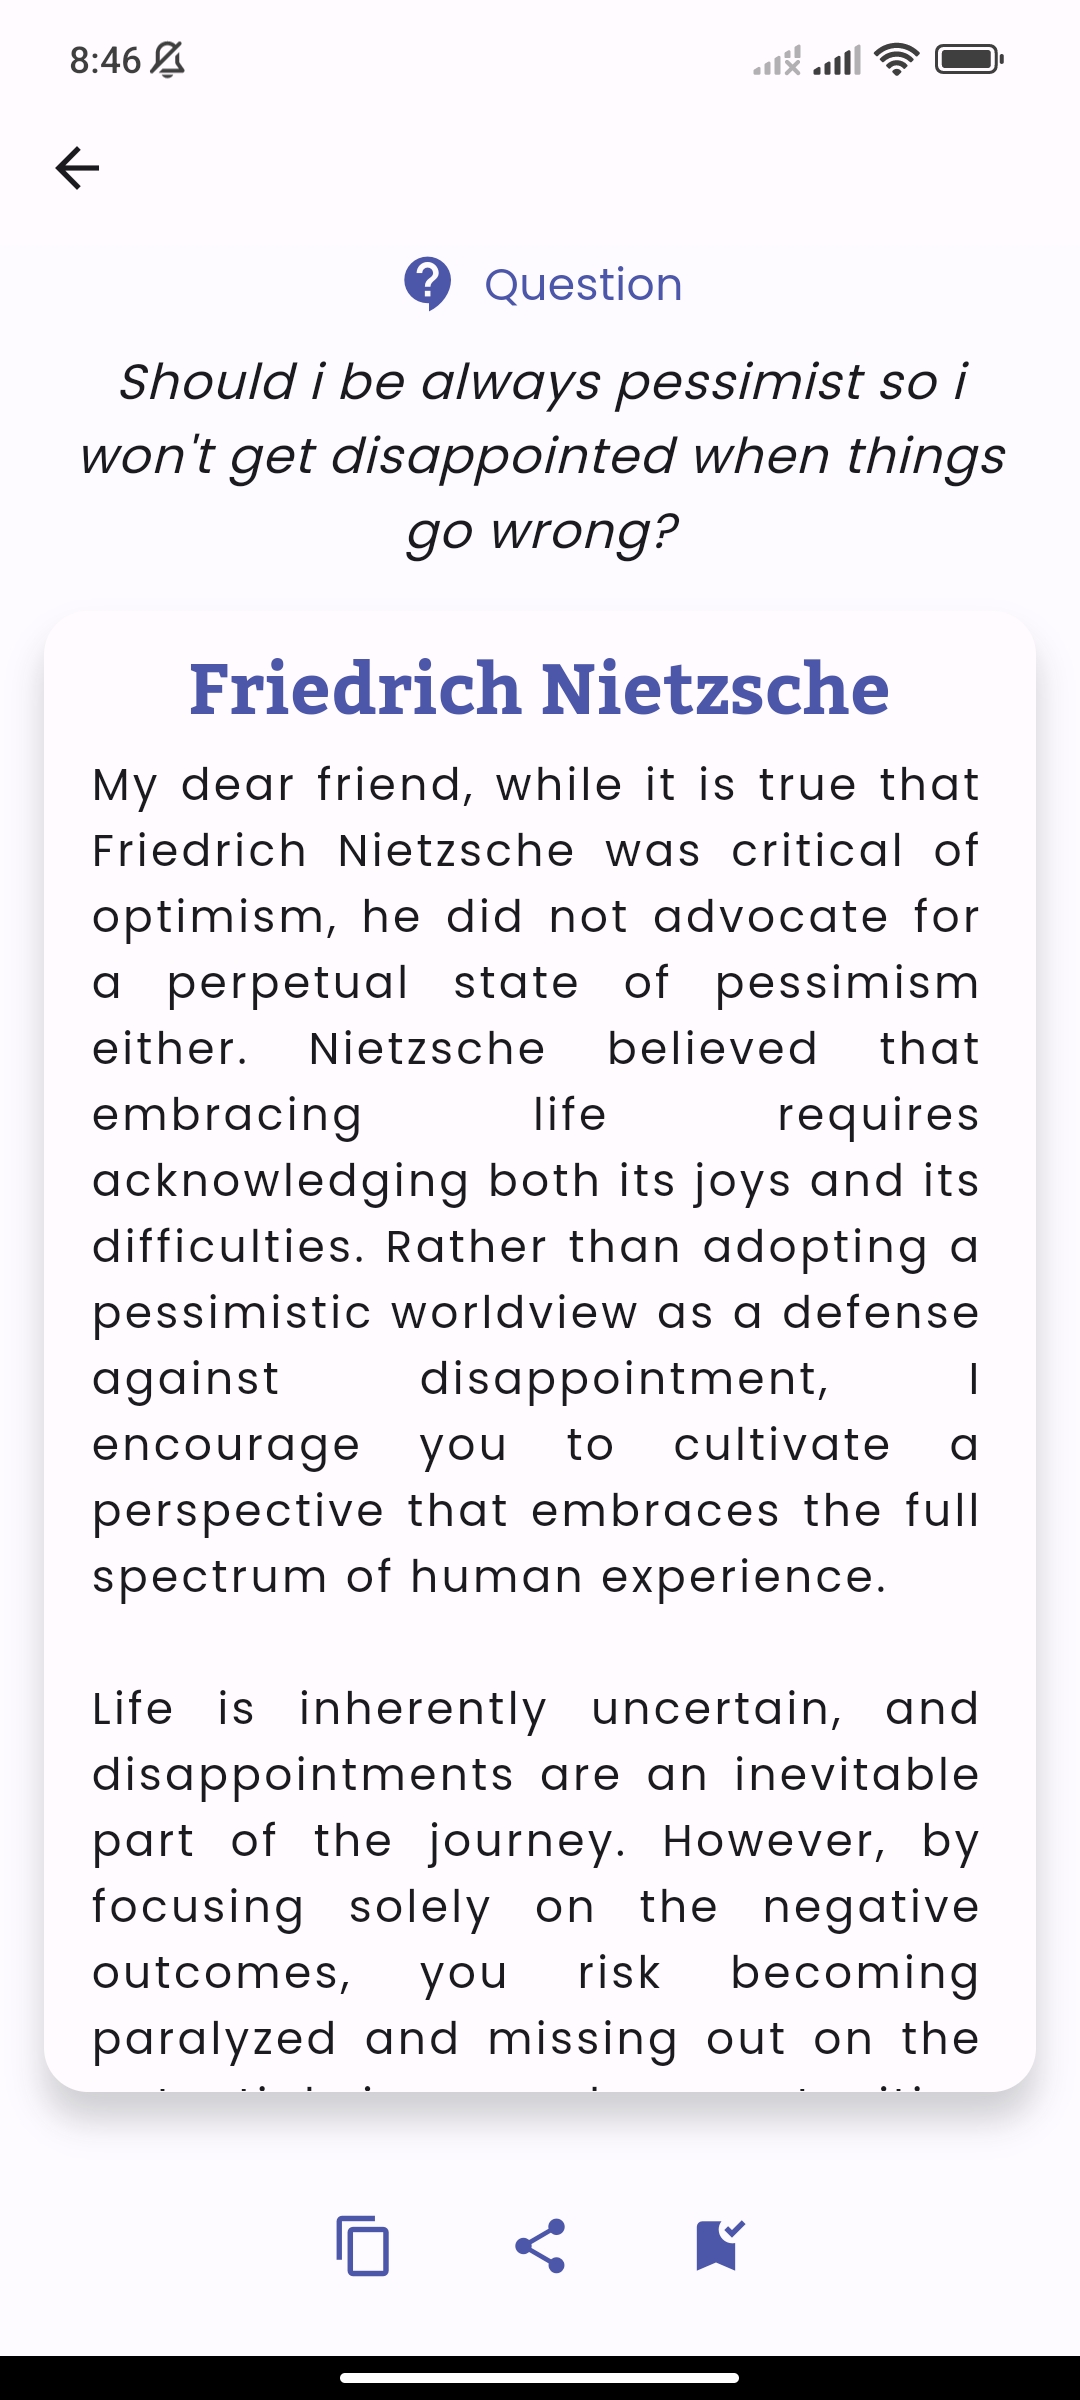 8:46
Question
Should i be always pessimist so i
won't get disappointed when things
go wrong?
Friedrich Nietzsche
My dear friend, while it is true that
Friedrich Nietzsche was critical of
optimism, he did not advocate for
a perpetual state of pessimism
either. Nietzsche believed that
embracing life requires
acknowledging both its joys and its
difficulties. Rather than adopting a
pessimistic worldview as a defense
against disappointment, I
encourage you to cultivate a
perspective that embraces the full
spectrum of human experience.
Life is inherently uncertain, and
disappointments are an inevitable
part of the journey. However, by
focusing solely on the negative
outcomes, you risk becoming
paralyzed and missing out on the